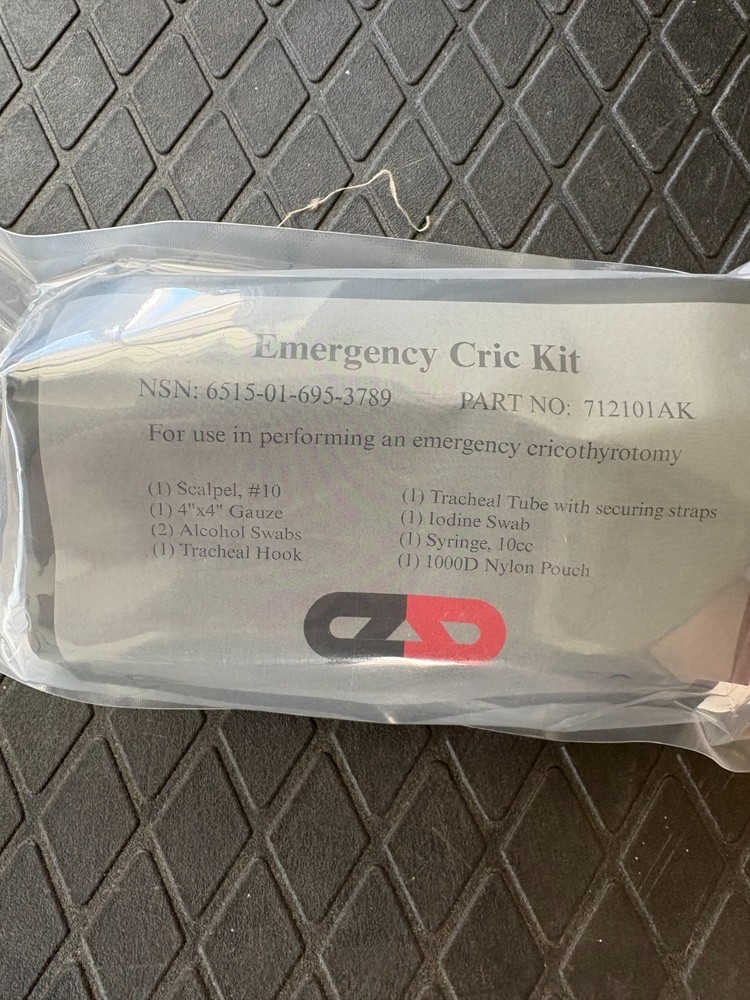 Emergency Cric Kit
NSN: 6515-01-695-3789 PART NO: 712101AK
For use in performing an emergency cricothyrotomy
(1) Scalpel, #10
(1) 4"x4" Gauze
(2) Alcohol Swabs
(1) Tracheal Hook
(1) Tracheal Tube with securing straps
(1) Iodine Swab
(1) Syringe, 10cc
(1) 1000D Nylon Pouch